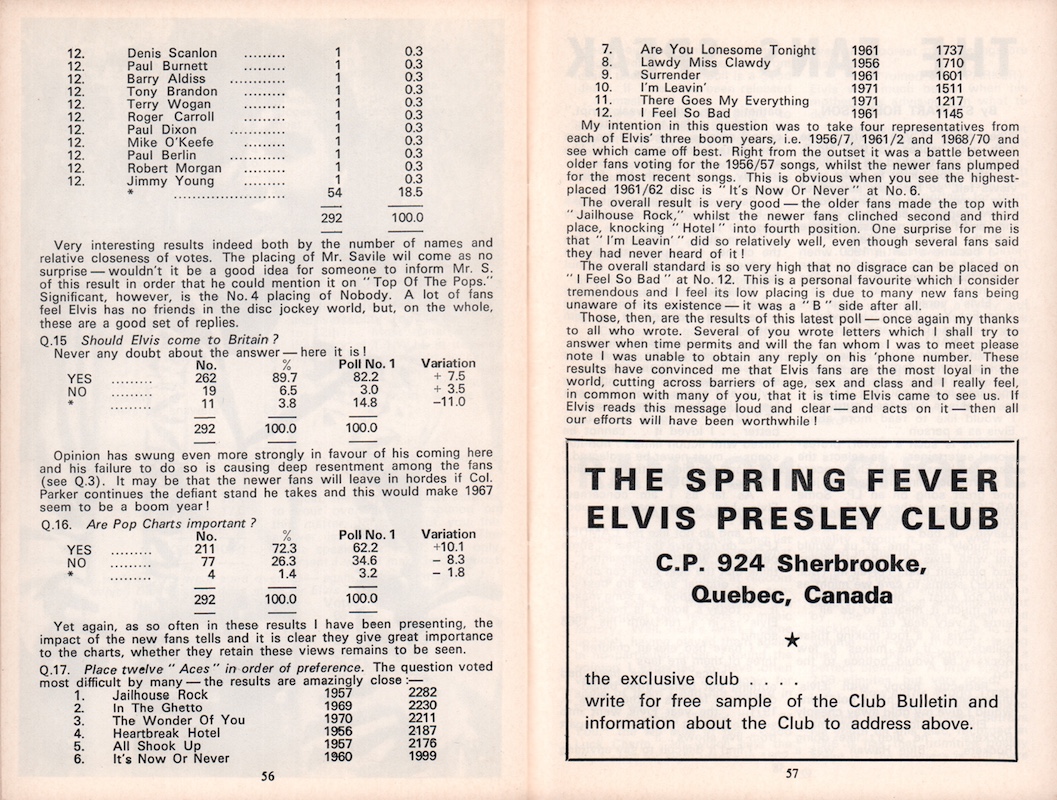 12. Denis Scanlon ......... 1 0.3
12. Paul Burnett ......... 1 0.3
12. Barry Aldiss ............ 1 0.3
12. Tony Brandon ......... 1 0.3
12. Terry Wogan ......... 1 0.3
12. Roger Carroll ......... 1 0.3
12. Paul Dixon ............ 1 0.3
12. Mike O'Keefe ......... 1 0.3
12. Paul Berlin ............ 1 0.3
12. Robert Morgan ......... 1 0.3
12. Jimmy Young ......... 1 0.3
* ........................ 54 18.5
292 100.0
Very interesting results indeed both by the number of names and
relative closeness of votes. The placing of Mr. Savile wil come as no
surprise — wouldn't it be a good idea for someone to inform Mr. S.
of this result in order that he could mention it on "Top Of The Pops."
Significant, however, is the No. 4 placing of Nobody. A lot of fans
feel Elvis has no friends in the disc jockey world, but, on the whole,
these are a good set of replies.
Q.15 Should Elvis come to Britain?
Never any doubt about the answer — here it is!
No. % Poll No. 1 Variation
YES ......... 262 89.7 82.2 + 7.5
NO ......... 19 6.5 3.0 + 3.5
* ......... 11 3.8 14.8 -11.0
292 100.0 100.0
Opinion has swung even more strongly in favour of his coming here
and his failure to do so is causing deep resentment among the fans
(see Q.3). It may be that the newer fans will leave in hordes if Col.
Parker continues the defiant stand he takes and this would make 1967
seem to be a boom year!
Q.16. Are Pop Charts important?
No. % Poll No. 1 Variation
YES ......... 211 72.3 62.2 +10.1
NO ......... 77 26.3 34.6 - 8.3
* ......... 4 1.4 3.2 - 1.8
292 100.0 100.0
Yet again, as so often in these results I have been presenting, the
impact of the new fans tells and it is clear they give great importance
to the charts, whether they retain these views remains to be seen.
Q.17. Place twelve "Aces" in order of preference. The question voted
most difficult by many — the results are amazingly close :—
1. Jailhouse Rock 1957 2282
2. In The Ghetto 1969 2230
3. The Wonder Of You 1970 2211
4. Heartbreak Hotel 1956 2187
5. All Shook Up 1957 2176
6. It's Now Or Never 1960 1999
56
7. Are You Lonesome Tonight 1961 1737
8. Lawdy Miss Clawdy 1956 1710
9. Surrender 1961 1601
10. I'm Leavin' 1971 1511
11. There Goes My Everything 1971 1217
12. I Feel So Bad 1961 1145
My intention in this question was to take four representatives from
each of Elvis' three boom years, i.e. 1956/7, 1961/2 and 1968/70 and
see which came off best. Right from the outset it was a battle between
older fans voting for the 1956/57 songs, whilst the newer fans plumped
for the most recent songs. This is obvious when you see the highest-
placed 1961/62 disc is "It's Now Or Never" at No. 6.
The overall result is very good — the older fans made the top with
"Jailhouse Rock," whilst the newer fans clinched second and third
place, knocking "Hotel" into fourth position. One surprise for me is
that "I'm Leavin'" did so relatively well, even though several fans said
they had never heard of it!
The overall standard is so very high that no disgrace can be placed on
"I Feel So Bad" at No. 12. This is a personal favourite which I consider
tremendous and I feel its low placing is due to many new fans being
unaware of its existence — it was a "B" side after all.
Those, then, are the results of this latest poll — once again my thanks
to all who wrote. Several of you wrote letters which I shall try to
answer when time permits and will the fan whom I was to meet please
note I was unable to obtain any reply on his 'phone number. These
results have convinced me that Elvis fans are the most loyal in the
world, cutting across barriers of age, sex and class and I really feel,
in common with many of you, that it is time Elvis came to see us. If
Elvis reads this message loud and clear — and acts on it — then all
our efforts will have been worthwhile!
THE SPRING FEVER
ELVIS PRESLEY CLUB
C.P. 924 Sherbrooke,
Quebec, Canada
★
the exclusive club . . . .
write for free sample of the Club Bulletin and
information about the Club to address above.
57